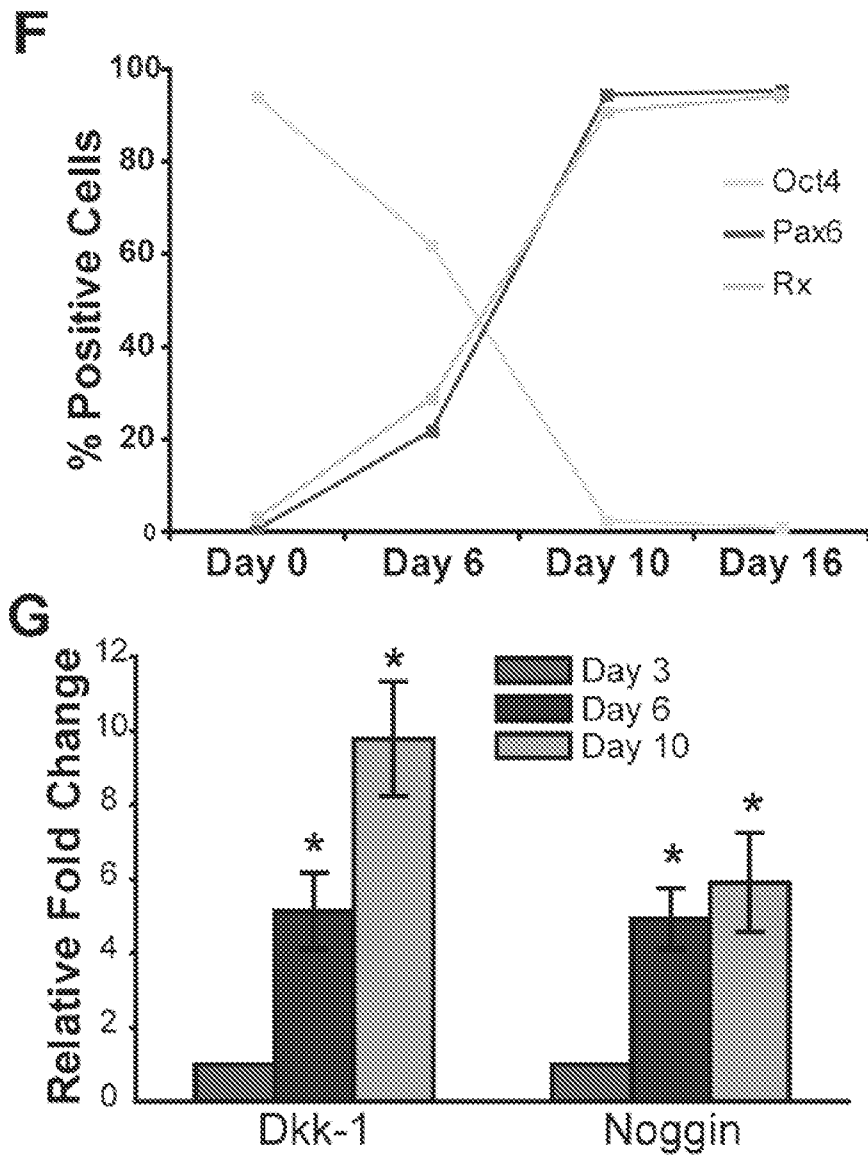 F
% Positive Cells
100
80
60
40
20
0
Oct4
Pax6
Rx
Day 0 Day 6 Day 10 Day 16
G
Relative Fold Change
12
10
8
6
4
2
0
* * * *
Day 3
Day 6
Day 10
Dkk-1 Noggin